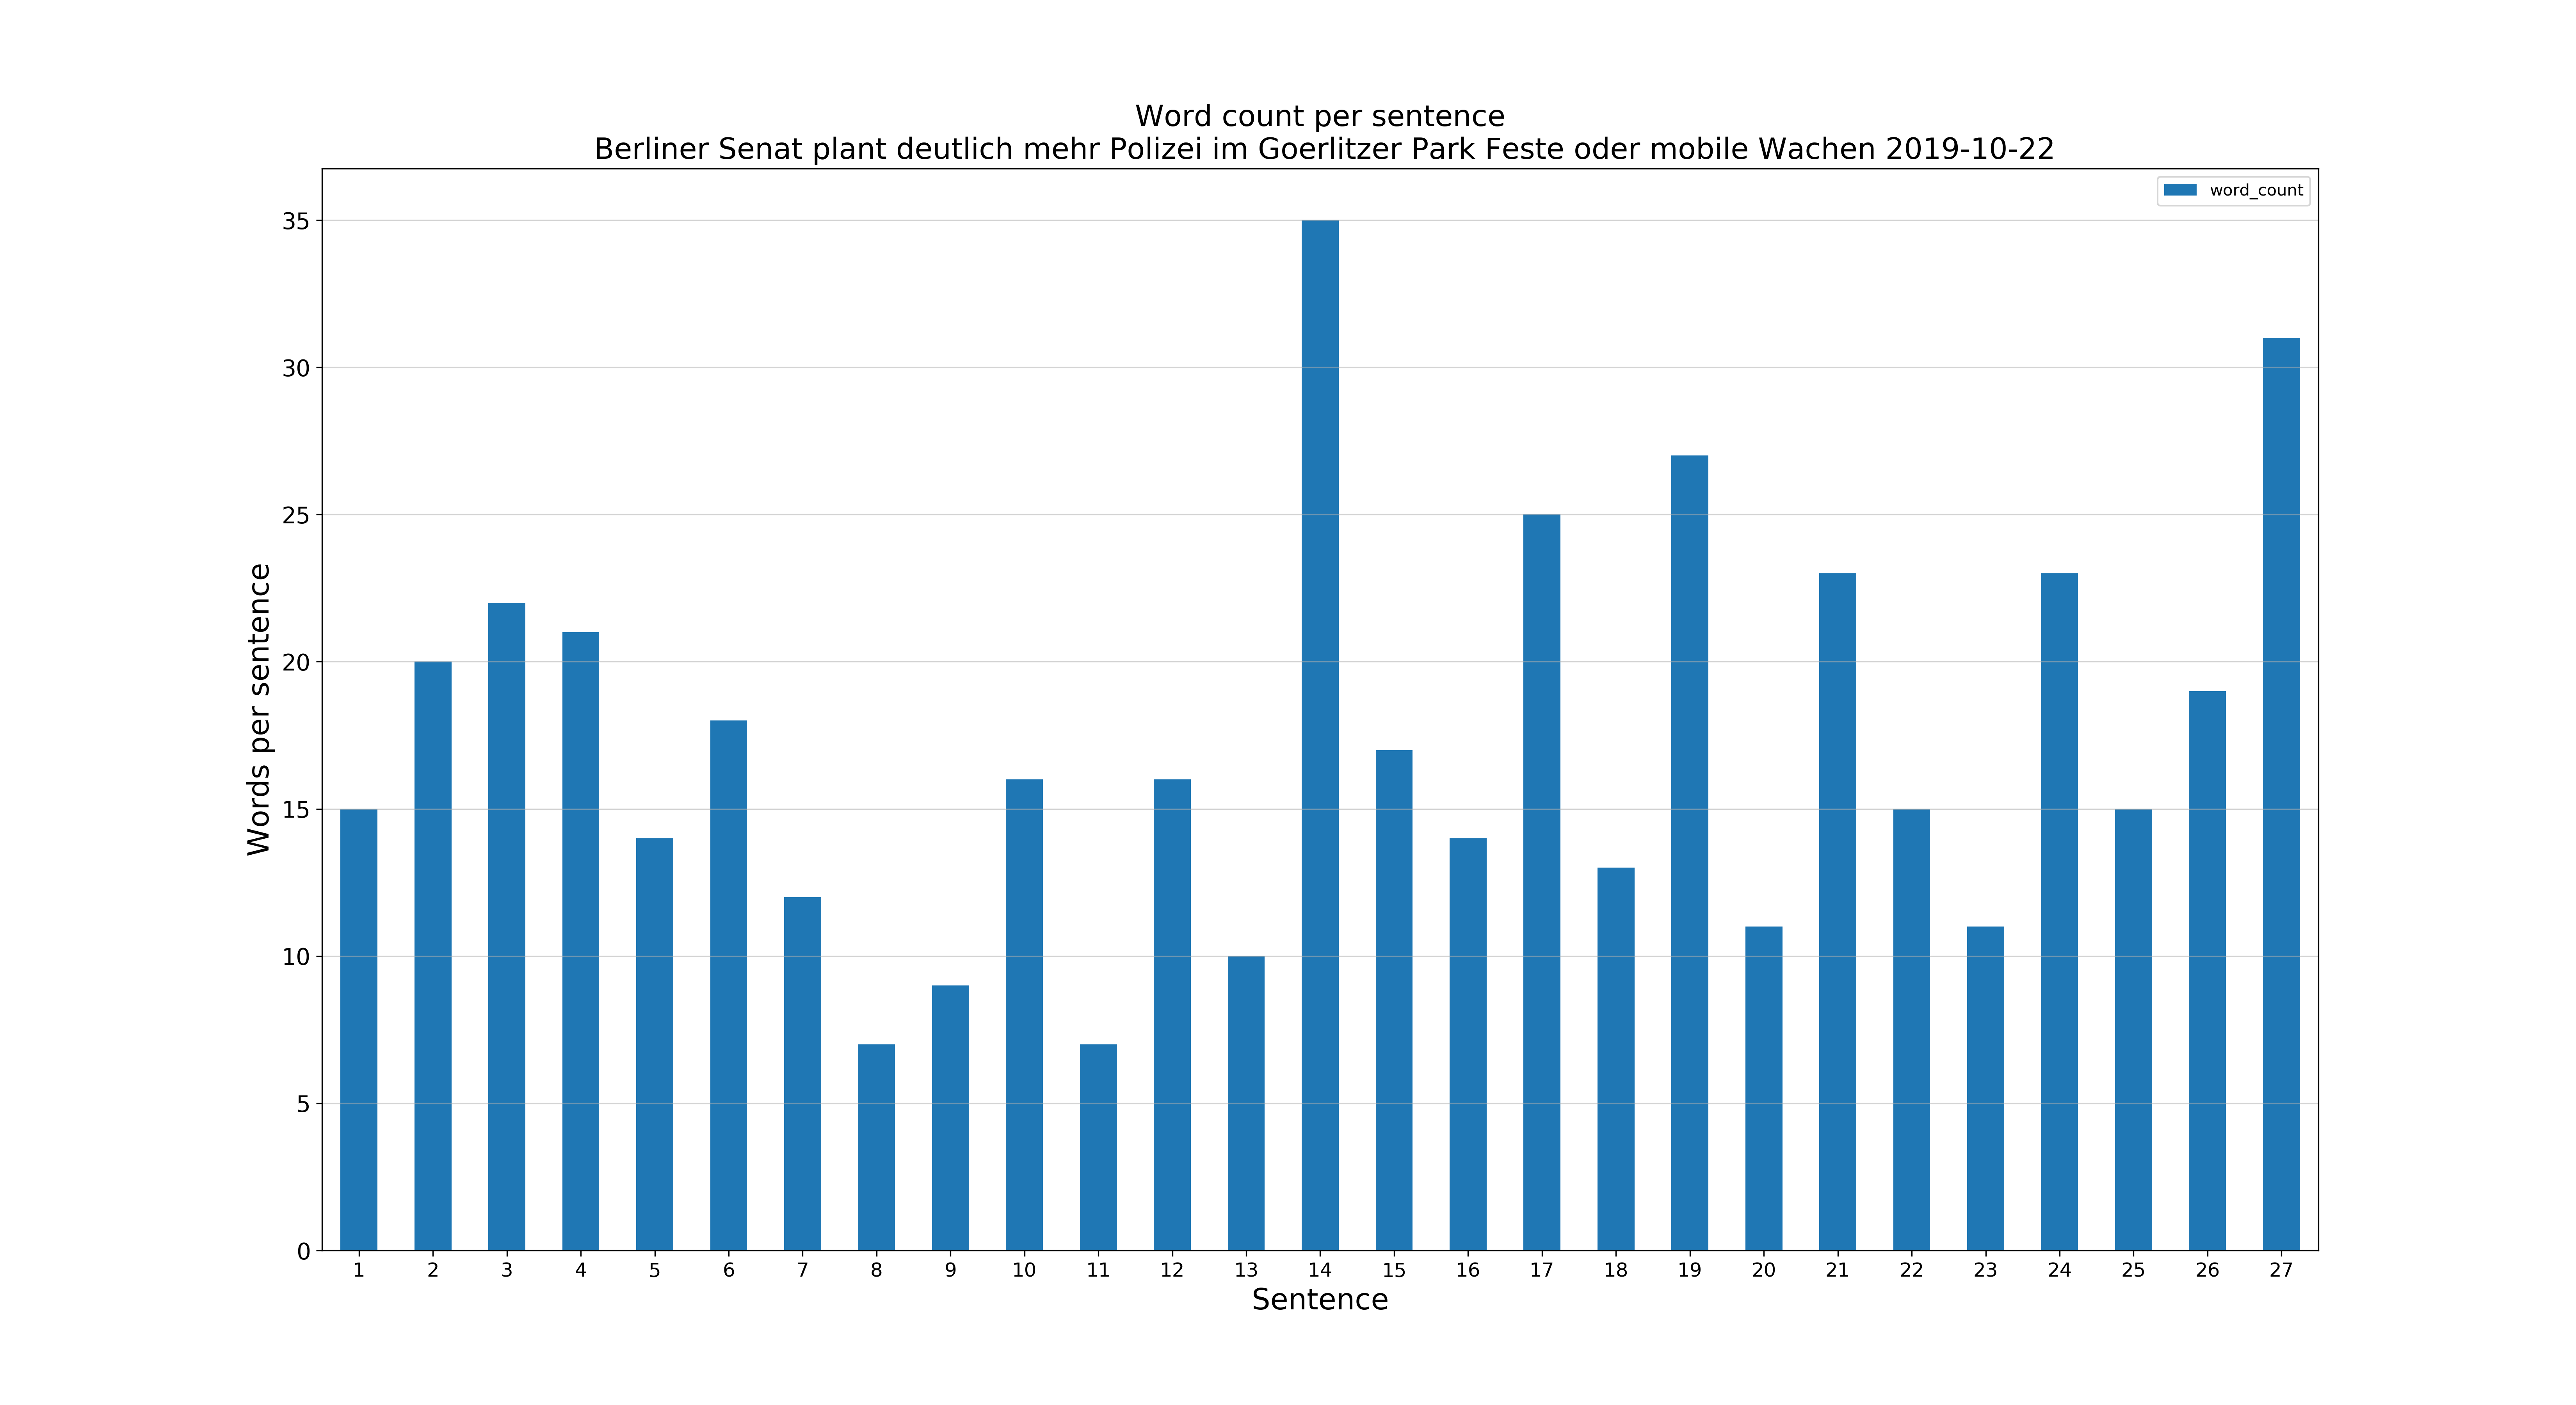 Word count per sentence
Berliner Senat plant deutlich mehr Polizei im Goerlitzer Park Feste oder mobile Wachen 2019-10-22
word_count
35
30
25
20
15
10
5
0
Words per sentence
1 2 3 4 5 6 7 8 9 10 11 12 13 14 15 16 17 18 19 20 21 22 23 24 25 26 27
Sentence